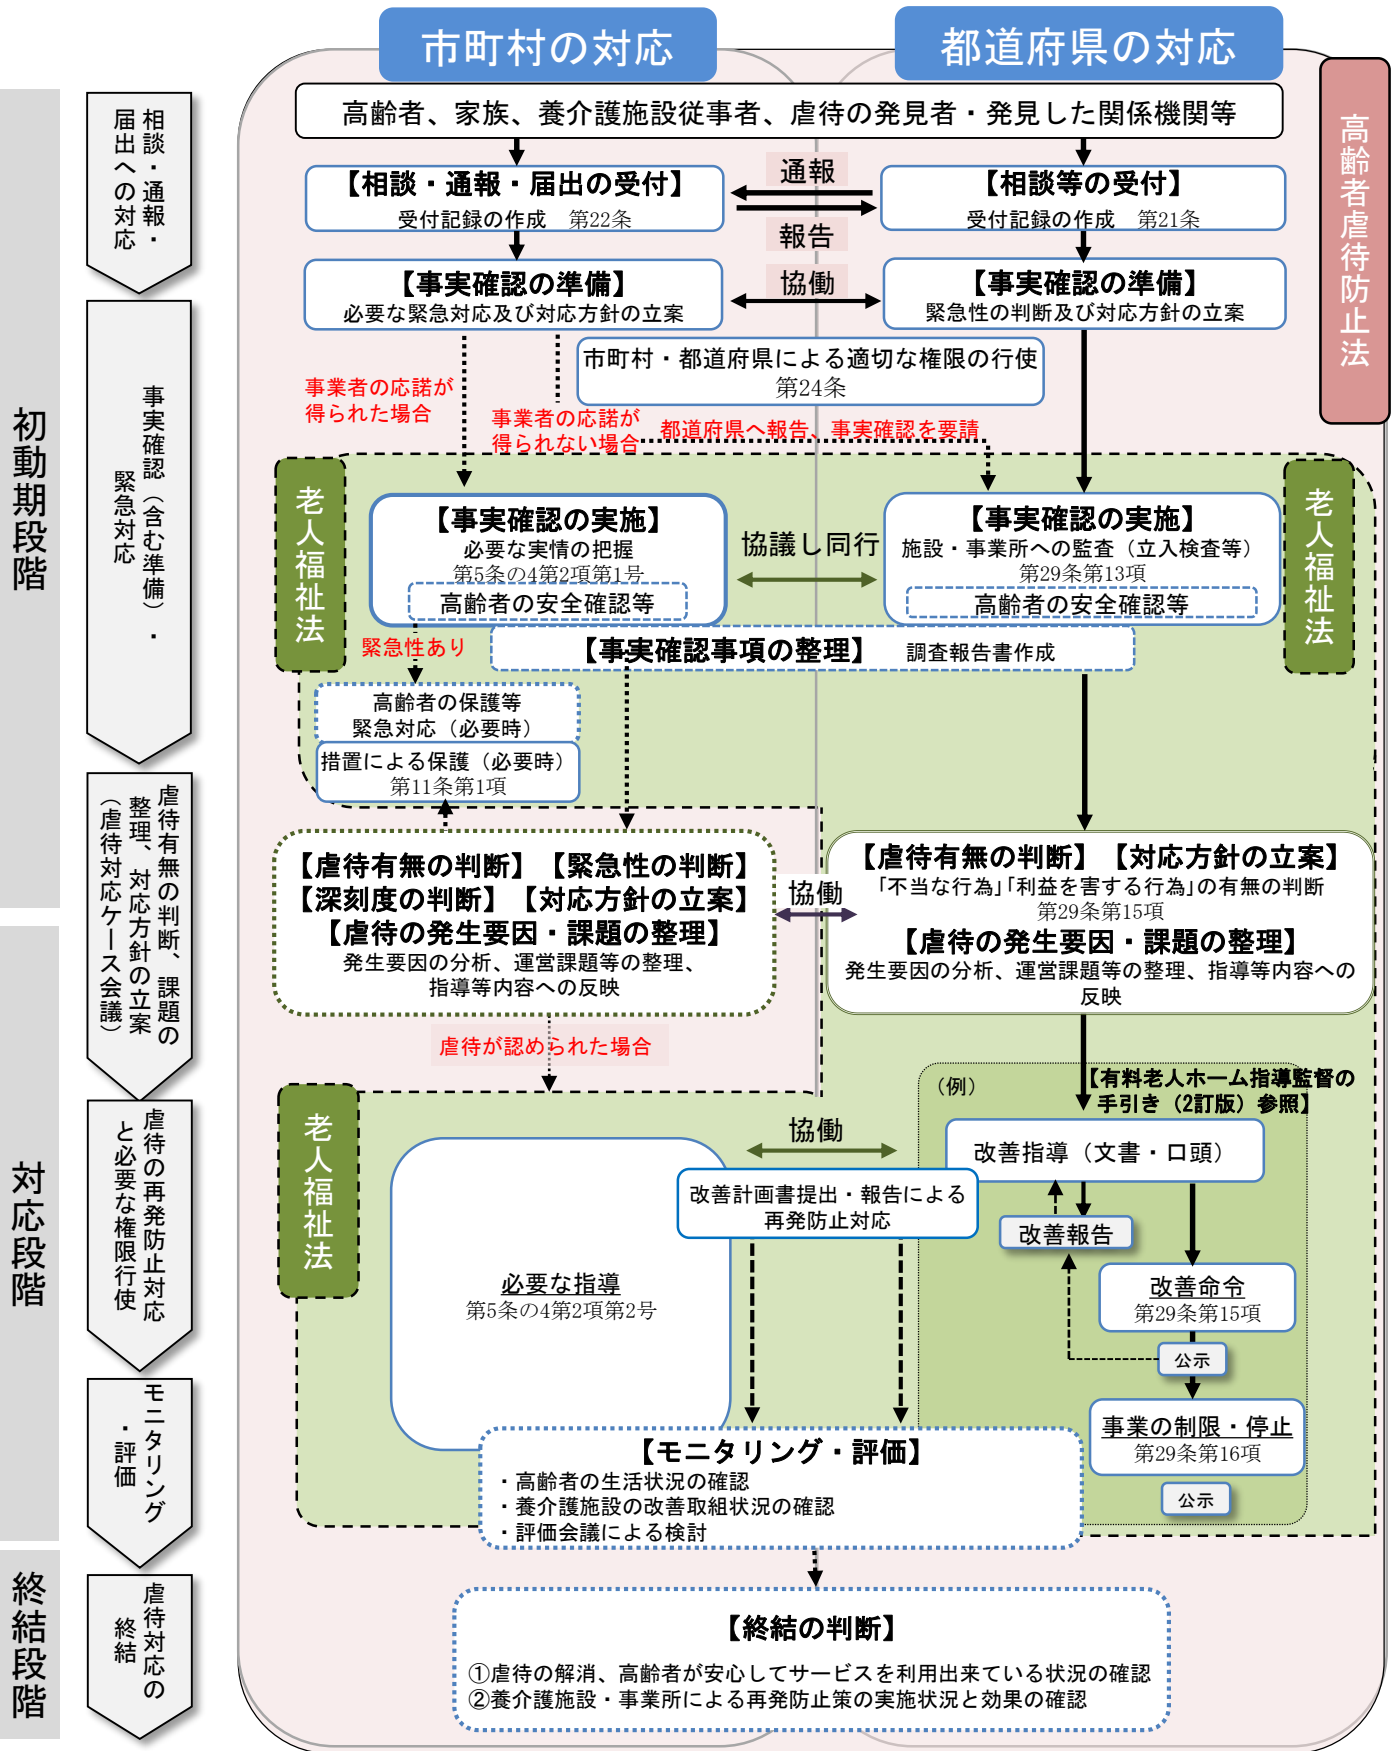 市町村の対応
都道府県の対応
高齢者虐待防止法
高齢者、家族、養介護施設従事者、虐待の発見者・発見した関係機関等
初動期段階
対応段階
終結段階
相談・通報・
届出への対応
事実確認（含む準備）・
緊急対応
虐待有無の判断、課題の
整理、対応方針の立案
（虐待対応ケース会議）
虐待の再発防止対応
と必要な権限行使
モニタリング
・評価
虐待対応の
終結
【相談・通報・届出の受付】
受付記録の作成　第22条
通報
報告
【相談等の受付】
受付記録の作成　第21条
【事実確認の準備】
必要な緊急対応及び対応方針の立案
協働
【事実確認の準備】
緊急性の判断及び対応方針の立案
市町村・都道府県による適切な権限の行使
第24条
事業者の応諾が
得られた場合
事業者の応諾が
得られない場合
都道府県へ報告、事実確認を要請
老人福祉法
老人福祉法
【事実確認の実施】
必要な実情の把握
第5条の4第2項第1号
高齢者の安全確認等
協議し同行
【事実確認の実施】
施設・事業所への監査（立入検査等）
第29条第13項
高齢者の安全確認等
緊急性あり
【事実確認事項の整理】　調査報告書作成
高齢者の保護等
緊急対応（必要時）
措置による保護（必要時）
第11条第1項
【虐待有無の判断】【緊急性の判断】
【深刻度の判断】【対応方針の立案】
【虐待の発生要因・課題の整理】
発生要因の分析、運営課題等の整理、
指導等内容への反映
協働
【虐待有無の判断】【対応方針の立案】
「不当な行為」「利益を害する行為」の有無の判断
第29条第15項
【虐待の発生要因・課題の整理】
発生要因の分析、運営課題等の整理、指導等内容への
反映
虐待が認められた場合
老人福祉法
（例）
【有料老人ホーム指導監督の
手引き（2訂版）参照】
協働
改善指導（文書・口頭）
改善計画書提出・報告による
再発防止対応
改善報告
必要な指導
第5条の4第2項第2号
改善命令
第29条第15項
公示
事業の制限・停止
第29条第16項
公示
【モニタリング・評価】
・高齢者の生活状況の確認
・養介護施設の改善取組状況の確認
・評価会議による検討
【終結の判断】
①虐待の解消、高齢者が安心してサービスを利用出来ている状況の確認
②養介護施設・事業所による再発防止策の実施状況と効果の確認